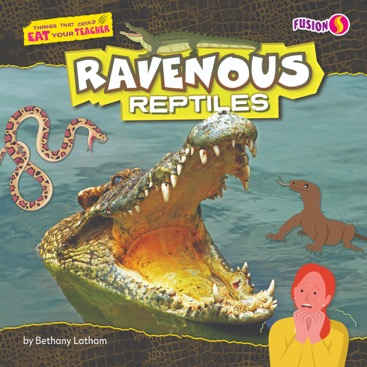 THINGS THAT COULD
EAT YOUR TEACHER
FUSION
RAVENOUS
REPTILES
by Bethany Latham